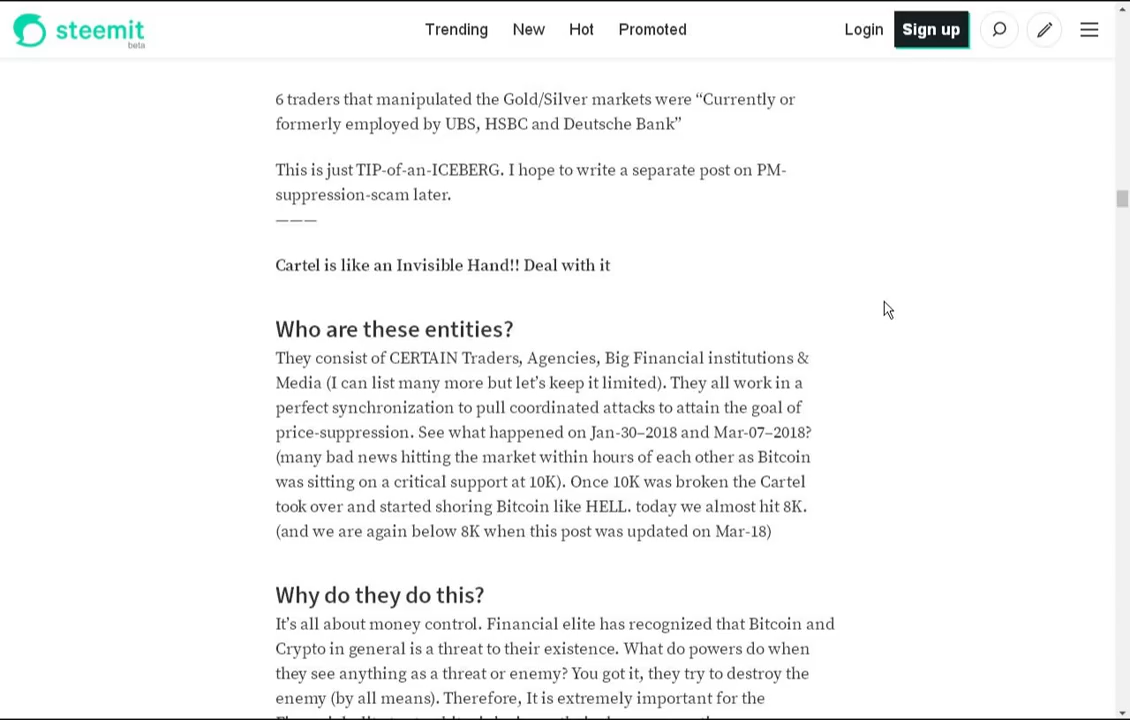 steemit
beta
Trending New Hot Promoted
Login Sign up
6 traders that manipulated the Gold/Silver markets were “Currently or
formerly employed by UBS, HSBC and Deutsche Bank”
This is just TIP-of-an-ICEBERG. I hope to write a separate post on PM-
suppression-scam later.
———
Cartel is like an Invisible Hand!! Deal with it
Who are these entities?
They consist of CERTAIN Traders, Agencies, Big Financial institutions &
Media (I can list many more but let’s keep it limited). They all work in a
perfect synchronization to pull coordinated attacks to attain the goal of
price-suppression. See what happened on Jan-30–2018 and Mar-07–2018?
(many bad news hitting the market within hours of each other as Bitcoin
was sitting on a critical support at 10K). Once 10K was broken the Cartel
took over and started shoring Bitcoin like HELL. today we almost hit 8K.
(and we are again below 8K when this post was updated on Mar-18)
Why do they do this?
It’s all about money control. Financial elite has recognized that Bitcoin and
Crypto in general is a threat to their existence. What do powers do when
they see anything as a threat or enemy? You got it, they try to destroy the
enemy (by all means). Therefore, It is extremely important for the